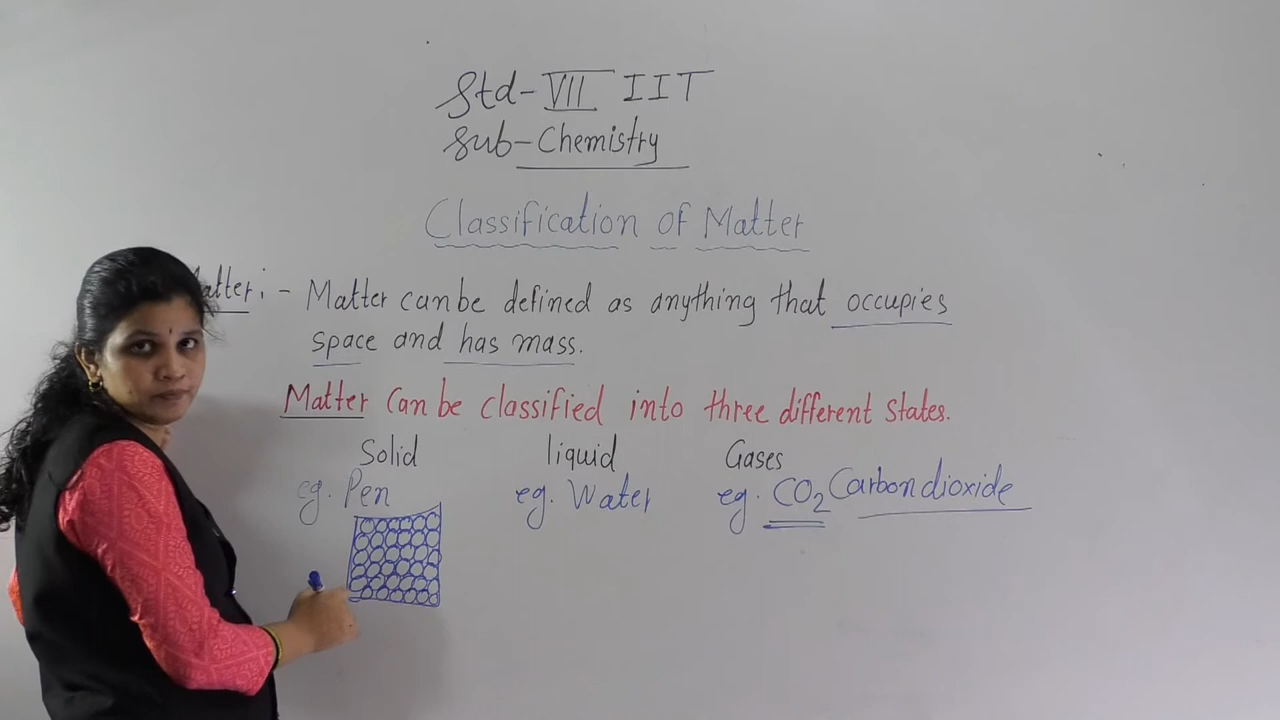 Std- VII IIT
Sub- Chemistry
Classification of Matter
Matter :- Matter can be defined as anything that occupies
space and has mass.
Matter can be classified into three different states.
Solid liquid Gases
eg. Pen eg. Water eg. CO2 Carbondioxide